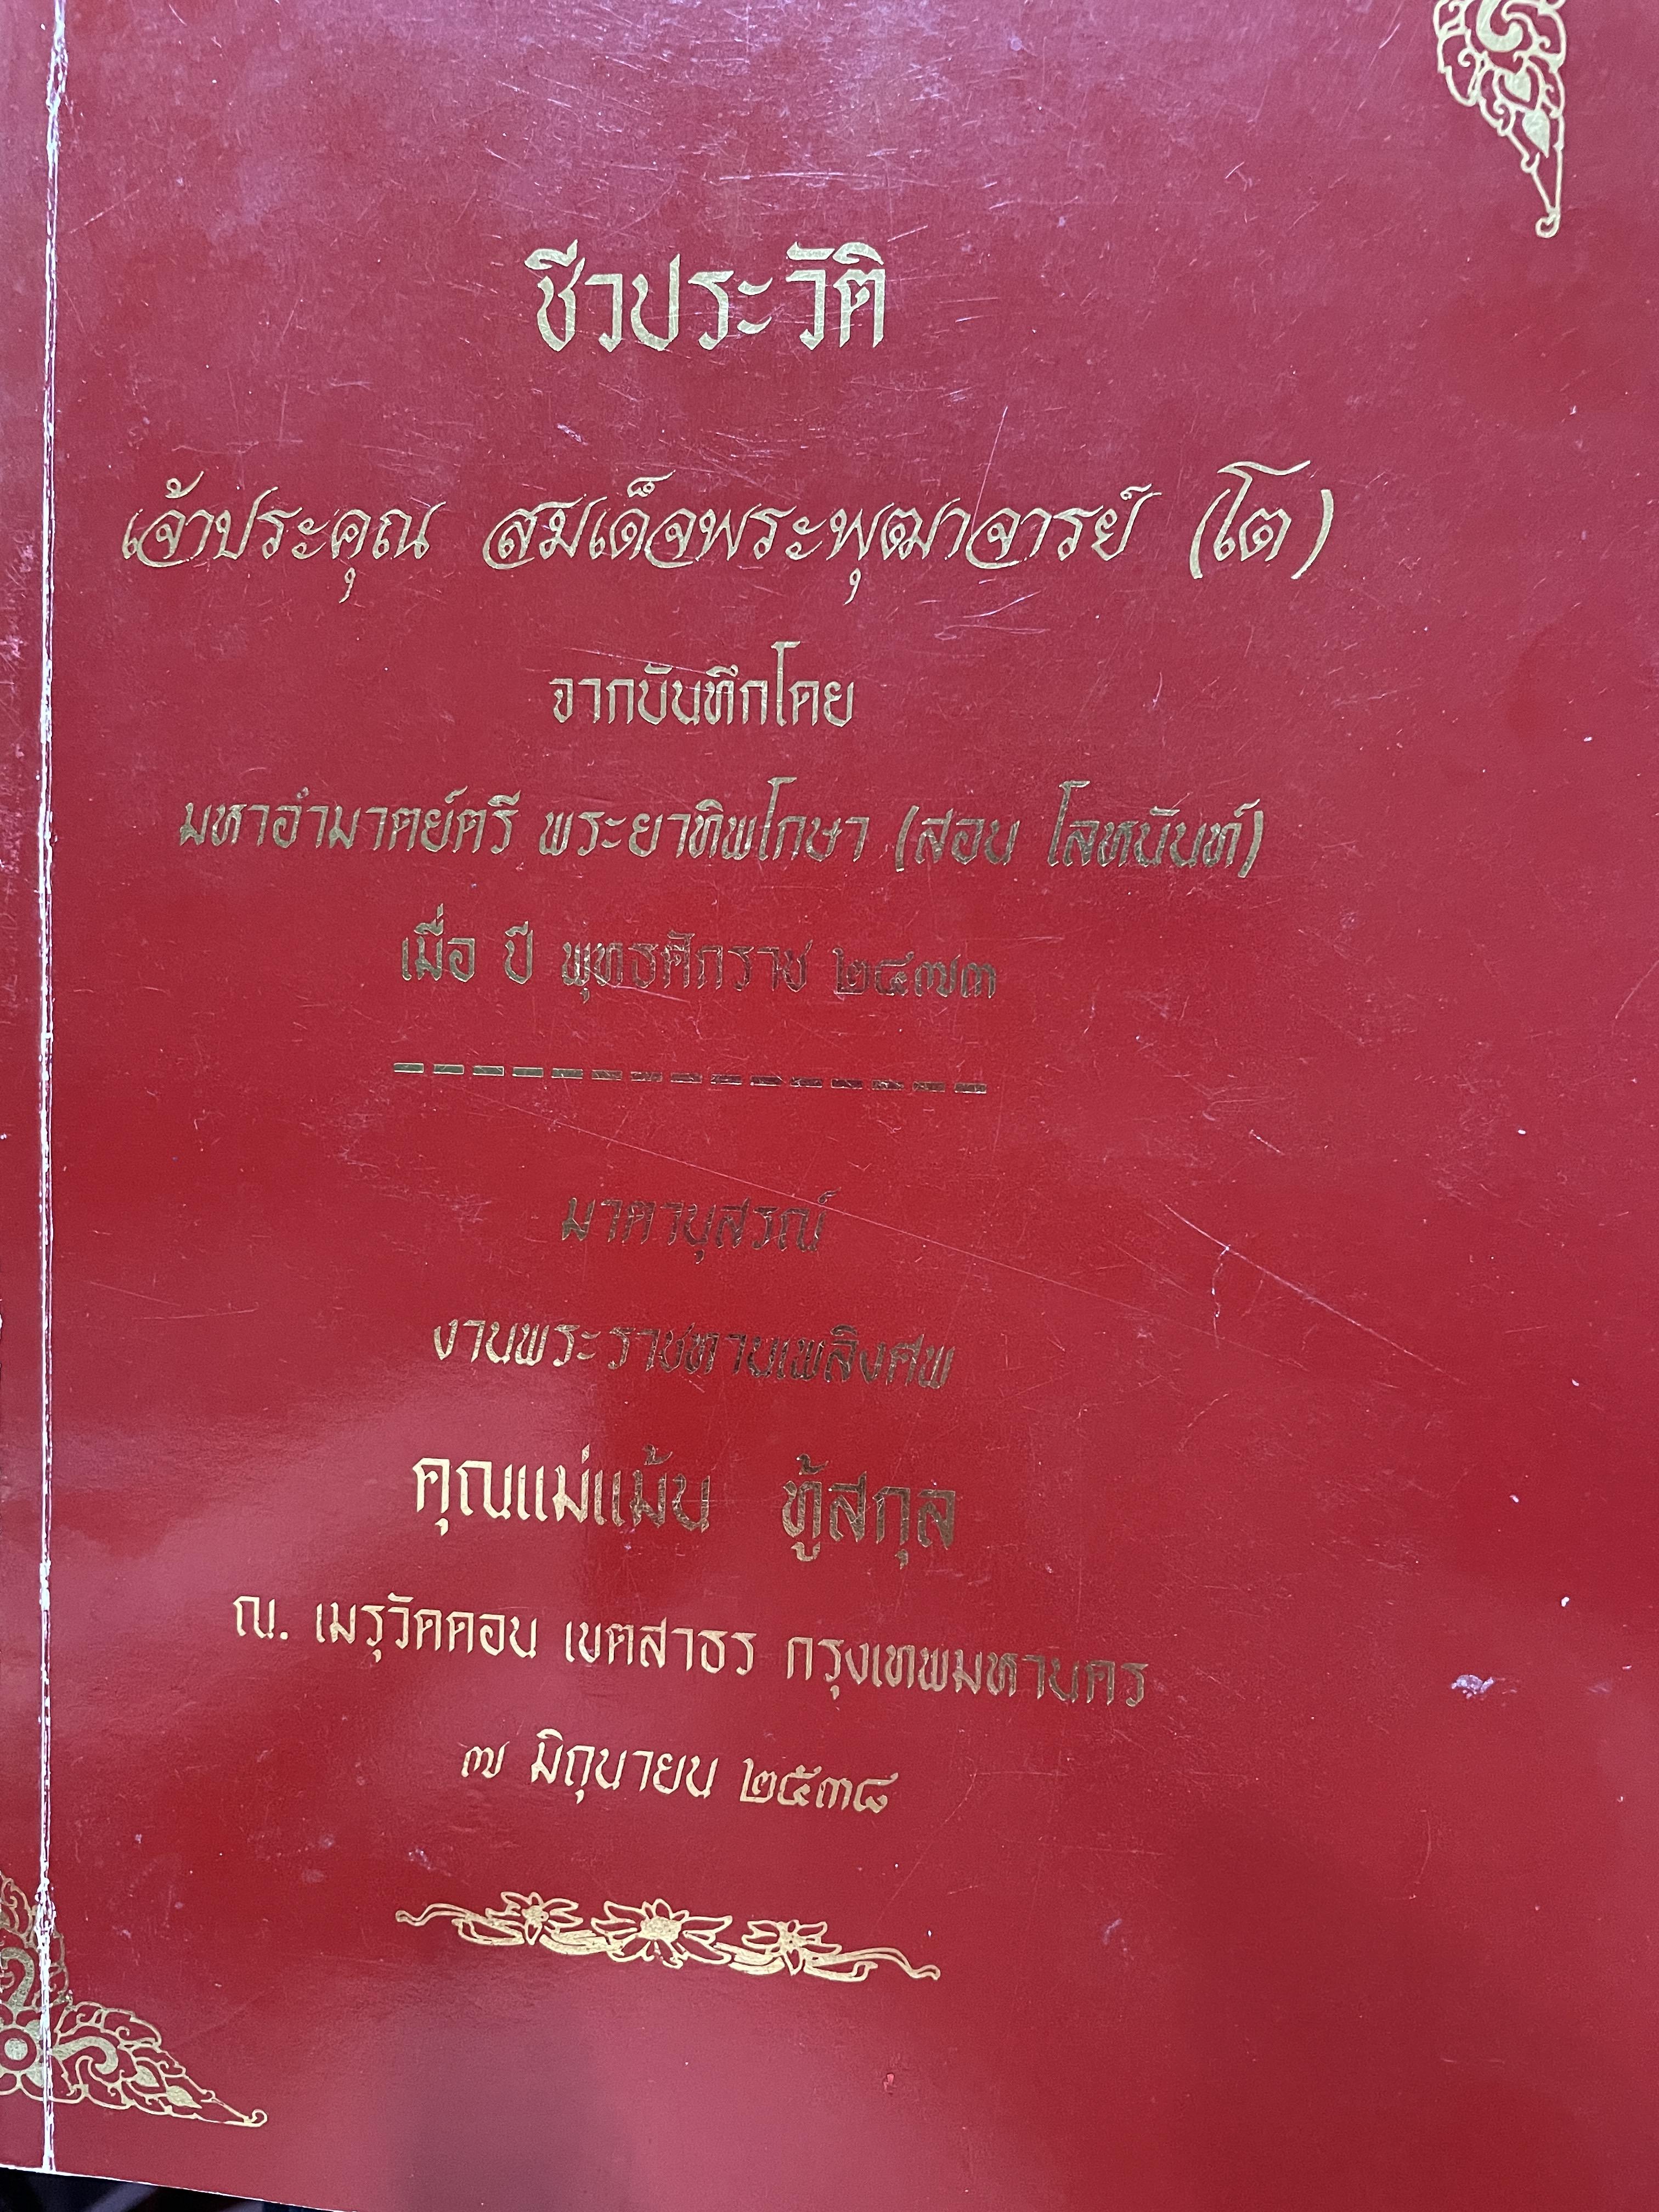 ชีวประวัติ
เจ้าประคุณ สมเด็จพระพุฒาจารย์ (โต)
จากบันทึกโดย
มหาอำมาตย์ตรี พระยาทิพโกษา (สอน โลหนันท์)
เมื่อ ปี พุทธศักราช ๒๔๗๓
มาตานุสรณ์
งานพระราชทานเพลิงศพ
คุณแม่แม้น ทู้สกุล
ณ. เมรุวัดดอน เขตสาธร กรุงเทพมหานคร
๗ มิถุนายน ๒๕๓๘